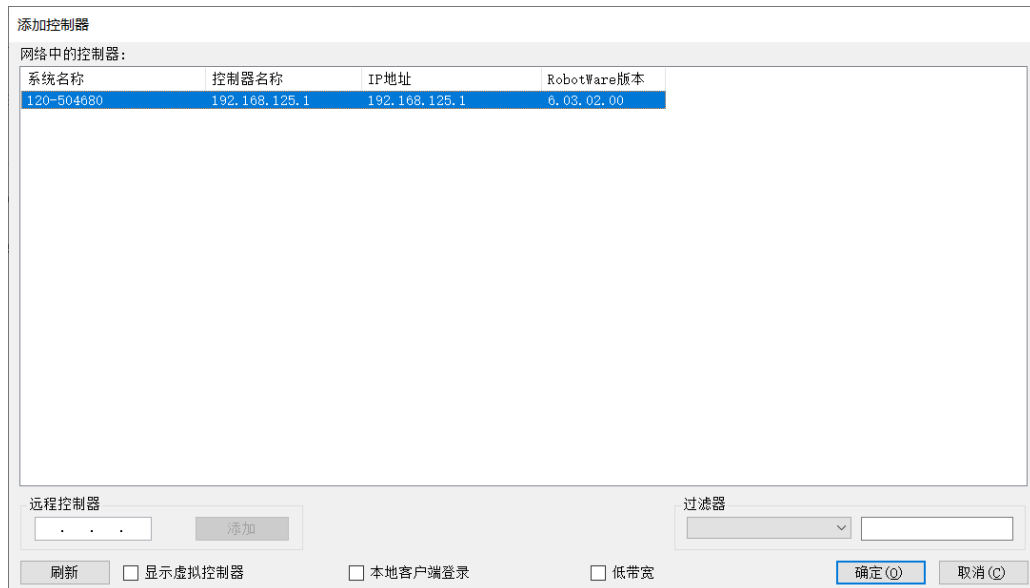 添加控制器
网络中的控制器:
系统名称 控制器名称 IP地址 RobotWare版本
120-504680 192.168.125.1 192.168.125.1 6.03.02.00
远程控制器 过滤器
. . . 添加
刷新 显示虚拟控制器 本地客户端登录 低带宽 确定(O) 取消(C)